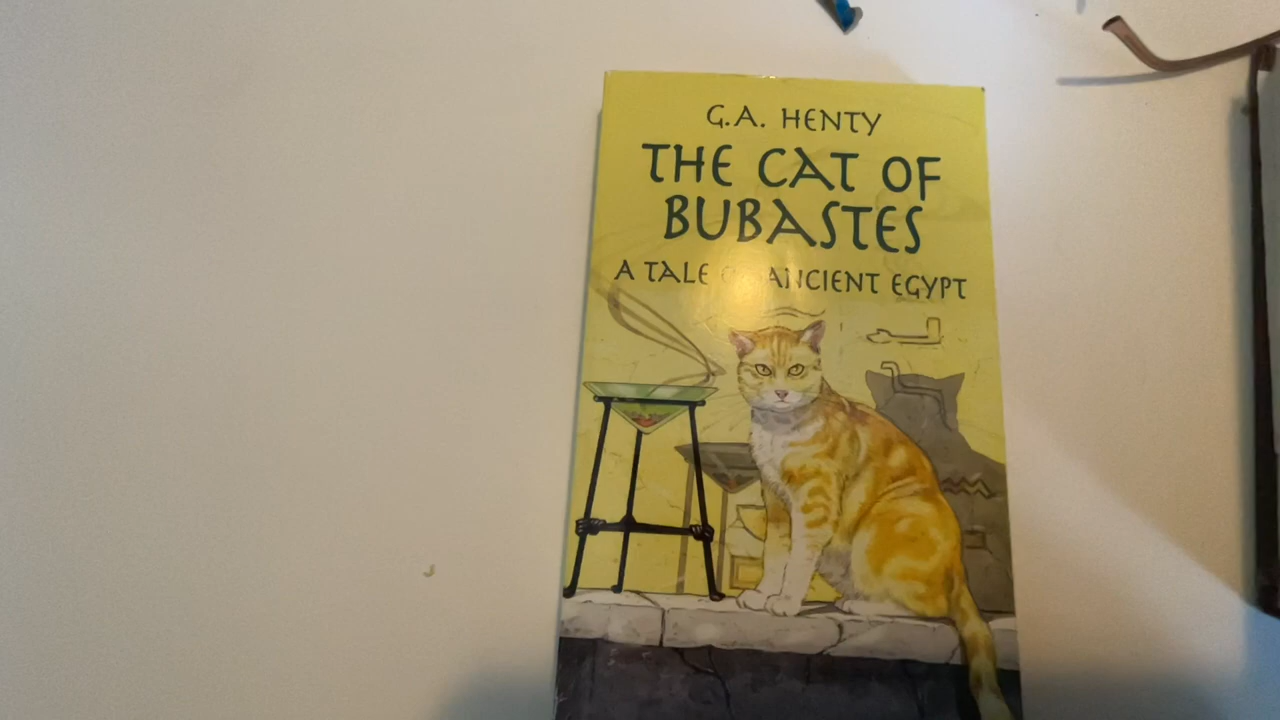 G.A. HENTY
THE CAT OF
BUBASTES
A TALE ANCIENT EGYPT